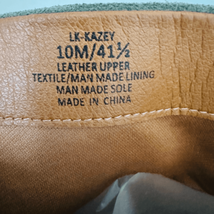 LK-KAZEY
10M/41½
LEATHER UPPER
TEXTILE/MAN MADE LINING
MAN MADE SOLE
MADE IN CHINA